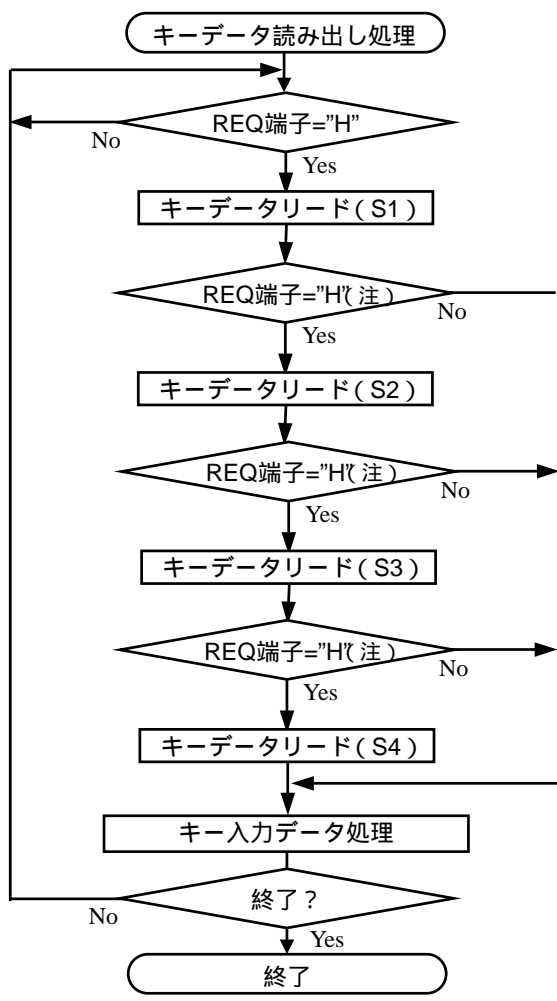 キーデータ読み出し処理
REQ端子=”H”
No
Yes
キーデータリード(S1)
REQ端子=”H”(注)
No
Yes
キーデータリード(S2)
REQ端子=”H”(注)
No
Yes
キーデータリード(S3)
REQ端子=”H”(注)
No
Yes
キーデータリード(S4)
キー入力データ処理
終了?
No
Yes
終了